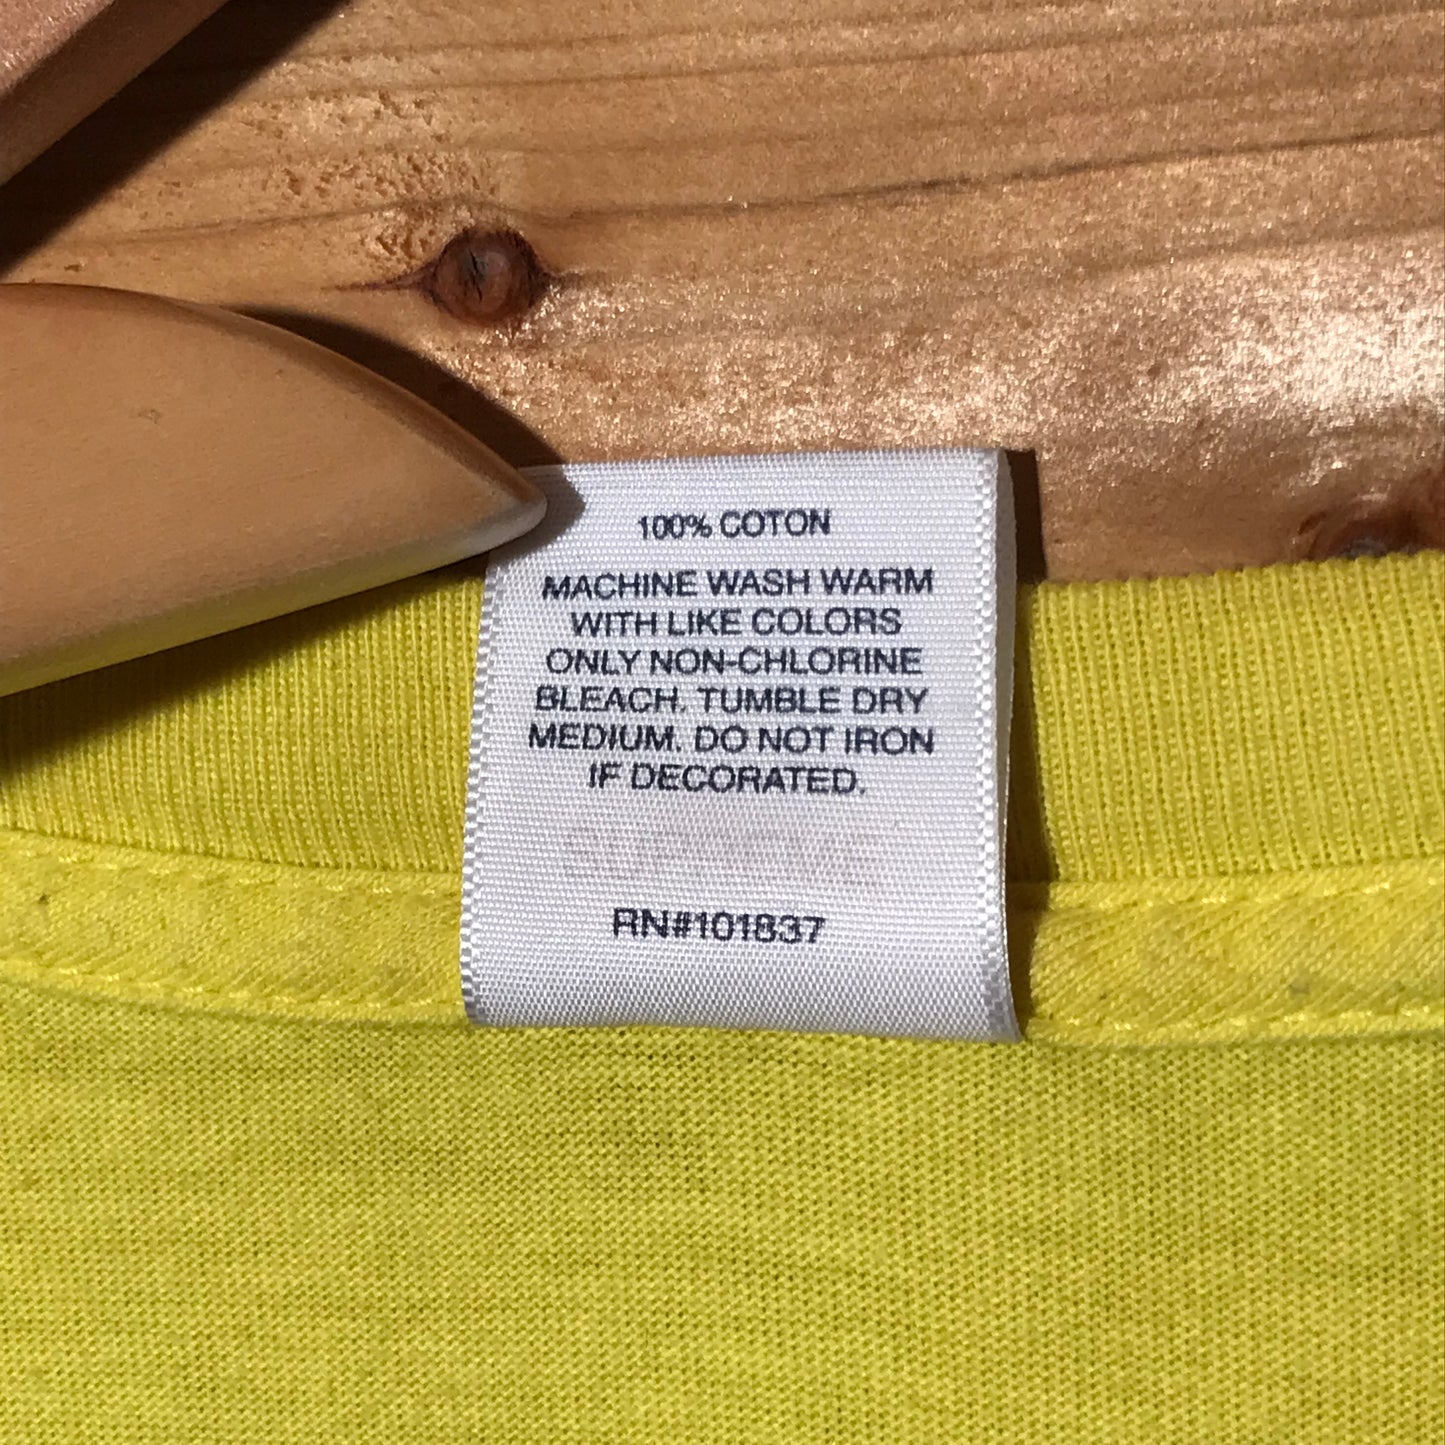 100% COTON
MACHINE WASH WARM
WITH LIKE COLORS
ONLY NON-CHLORINE
BLEACH. TUMBLE DRY
MEDIUM. DO NOT IRON
IF DECORATED.
RN#101837